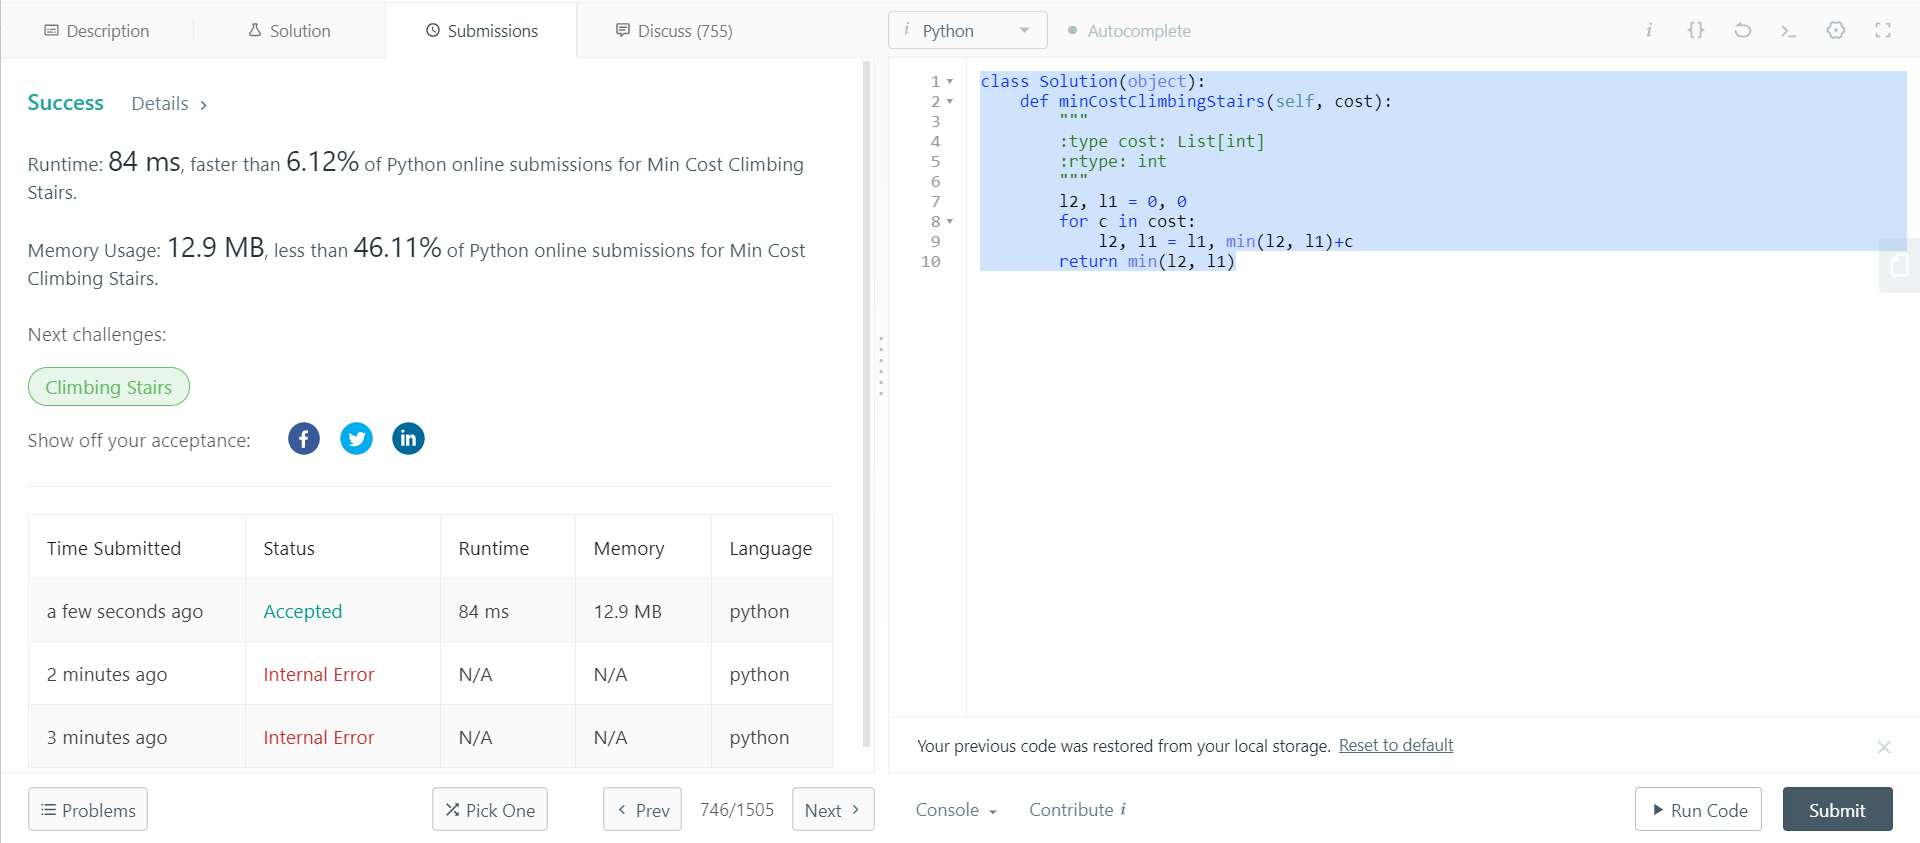 Description
Solution
Submissions
Discuss (755)
i Python
Autocomplete
i {}
Success Details >
Runtime: 84 ms, faster than 6.12% of Python online submissions for Min Cost Climbing
Stairs.
Memory Usage: 12.9 MB, less than 46.11% of Python online submissions for Min Cost
Climbing Stairs.
Next challenges:
Climbing Stairs
Show off your acceptance:
f in
Time Submitted Status Runtime Memory Language
a few seconds ago Accepted 84 ms 12.9 MB python
2 minutes ago Internal Error N/A N/A python
3 minutes ago Internal Error N/A N/A python
Problems
Pick One
< Prev
746/1505
Next >
1 class Solution(object):
2     def minCostClimbingStairs(self, cost):
3         """
4         :type cost: List[int]
5         :rtype: int
6         """
7         l2, l1 = 0, 0
8         for c in cost:
9             l2, l1 = l1, min(l2, l1)+c
10         return min(l2, l1)
Your previous code was restored from your local storage. Reset to default
Console
Contribute i
Run Code
Submit